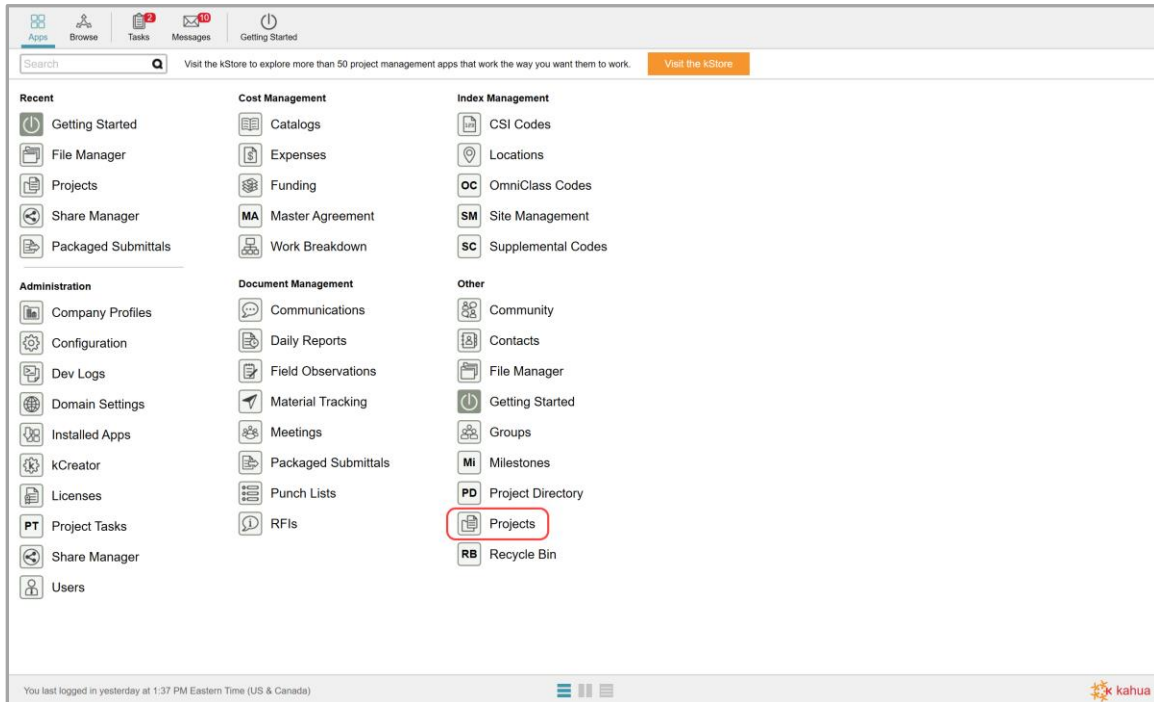 2
10
Apps
Browse
Tasks
Messages
Getting Started
Search
Visit the kStore to explore more than 50 project management apps that work the way you want them to work.
Visit the kStore
Recent
Getting Started
File Manager
Projects
Share Manager
Packaged Submittals
Administration
Company Profiles
Configuration
Dev Logs
Domain Settings
Installed Apps
kCreator
Licenses
PT Project Tasks
Share Manager
Users
Cost Management
Catalogs
Expenses
Funding
MA Master Agreement
Work Breakdown
Document Management
Communications
Daily Reports
Field Observations
Material Tracking
Meetings
Packaged Submittals
Punch Lists
RFIs
Index Management
123 CSI Codes
Locations
OC OmniClass Codes
SM Site Management
SC Supplemental Codes
Other
Community
Contacts
File Manager
Getting Started
Groups
Mi Milestones
PD Project Directory
Projects
RB Recycle Bin
You last logged in yesterday at 1:37 PM Eastern Time (US & Canada)
kahua